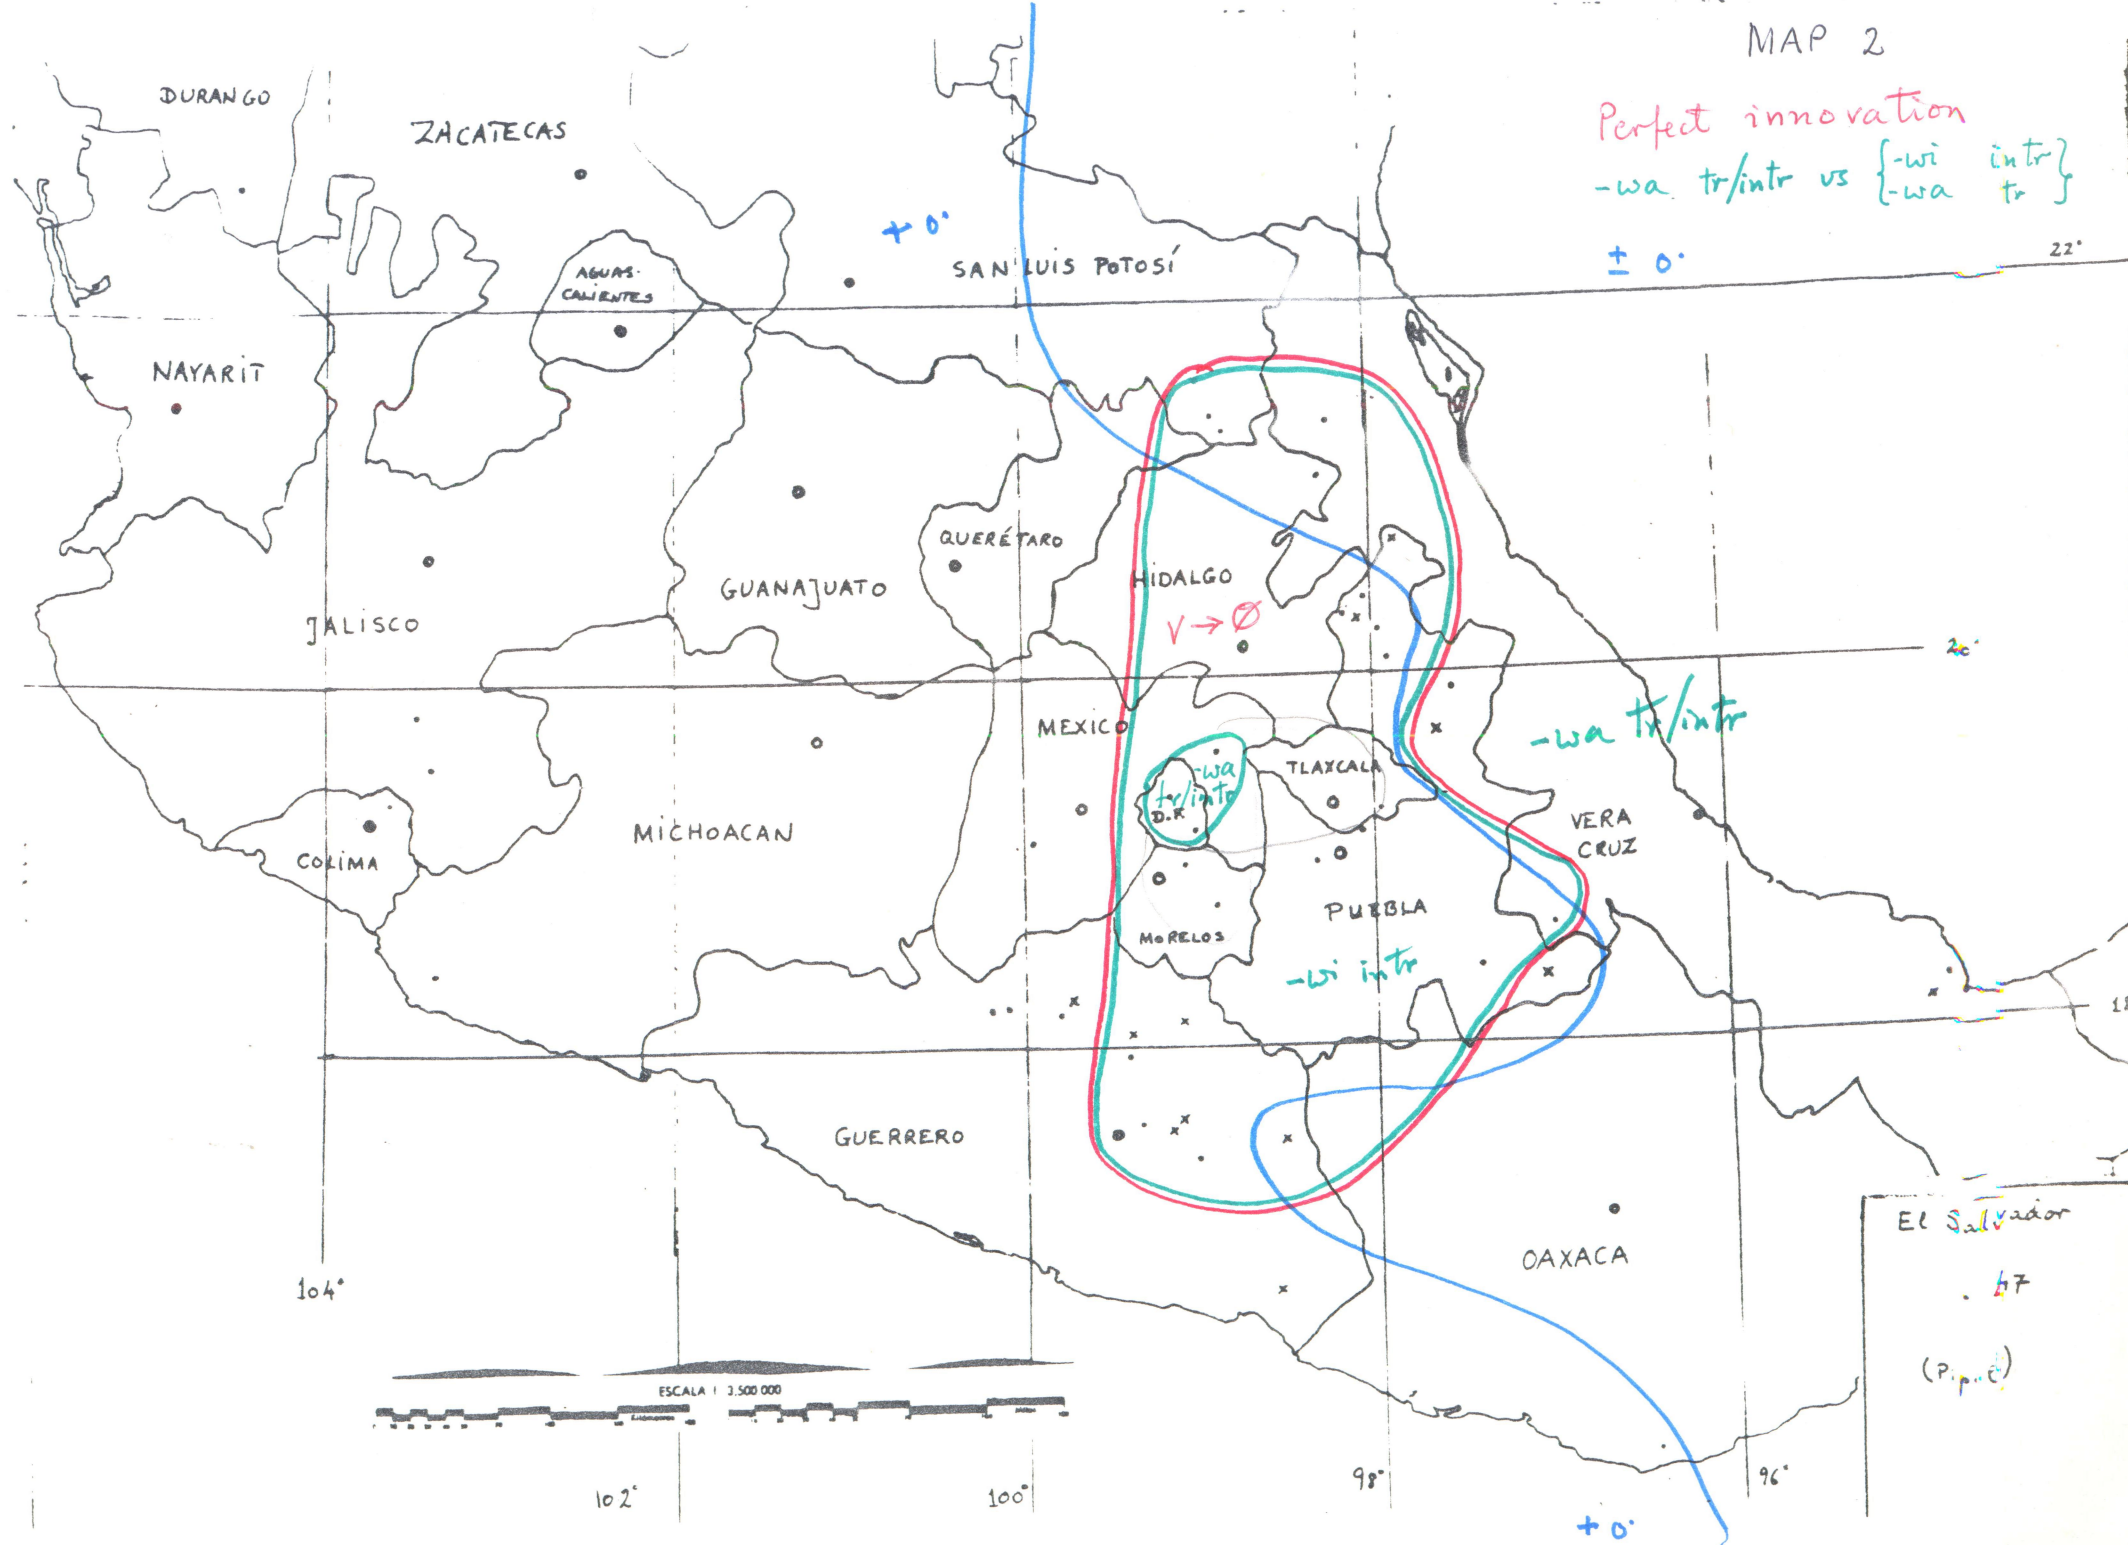 MAP 2
Perfect innovation
-wa tr/intr vs {-wi intr}
{-wa tr}
± o·
22°
DURANGO
ZACATECAS
+ o·
SAN LUIS POTOSÍ
AGUAS-
CALIENTES
NAYARIT
QUERÉTARO
GUANAJUATO
HIDALGO
JALISCO
V → Ø
20°
MEXICO
-wa tr/intr
TLAXCALA
-wa
tr/intr
D.F.
MICHOACAN
VERA
CRUZ
COLIMA
PUEBLA
MORELOS
-wi intr
GUERRERO
El Salvador
OAXACA
47
104°
(Pipil)
ESCALA 1 3.500 000
102°
100°
98°
96°
+ o·